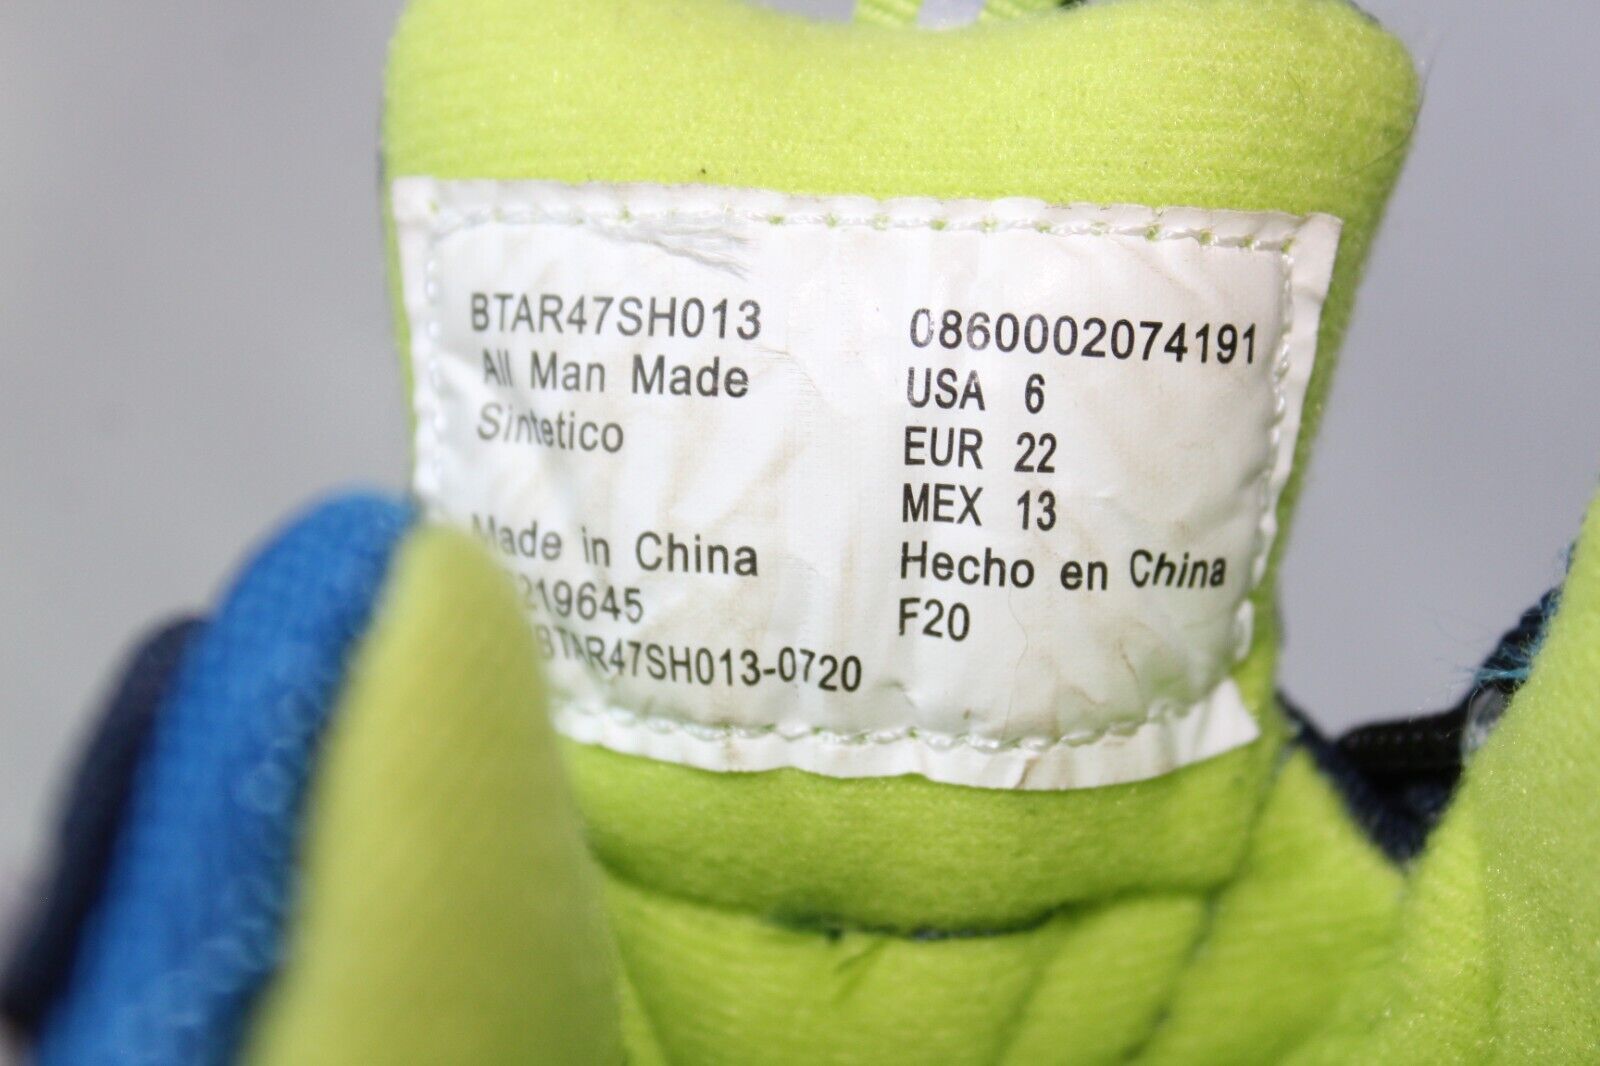 BTAR47SH013
All Man Made
Sintetico
Made in China
219645
BTAR47SH013-0720
0860002074191
USA 6
EUR 22
MEX 13
Hecho en China
F20